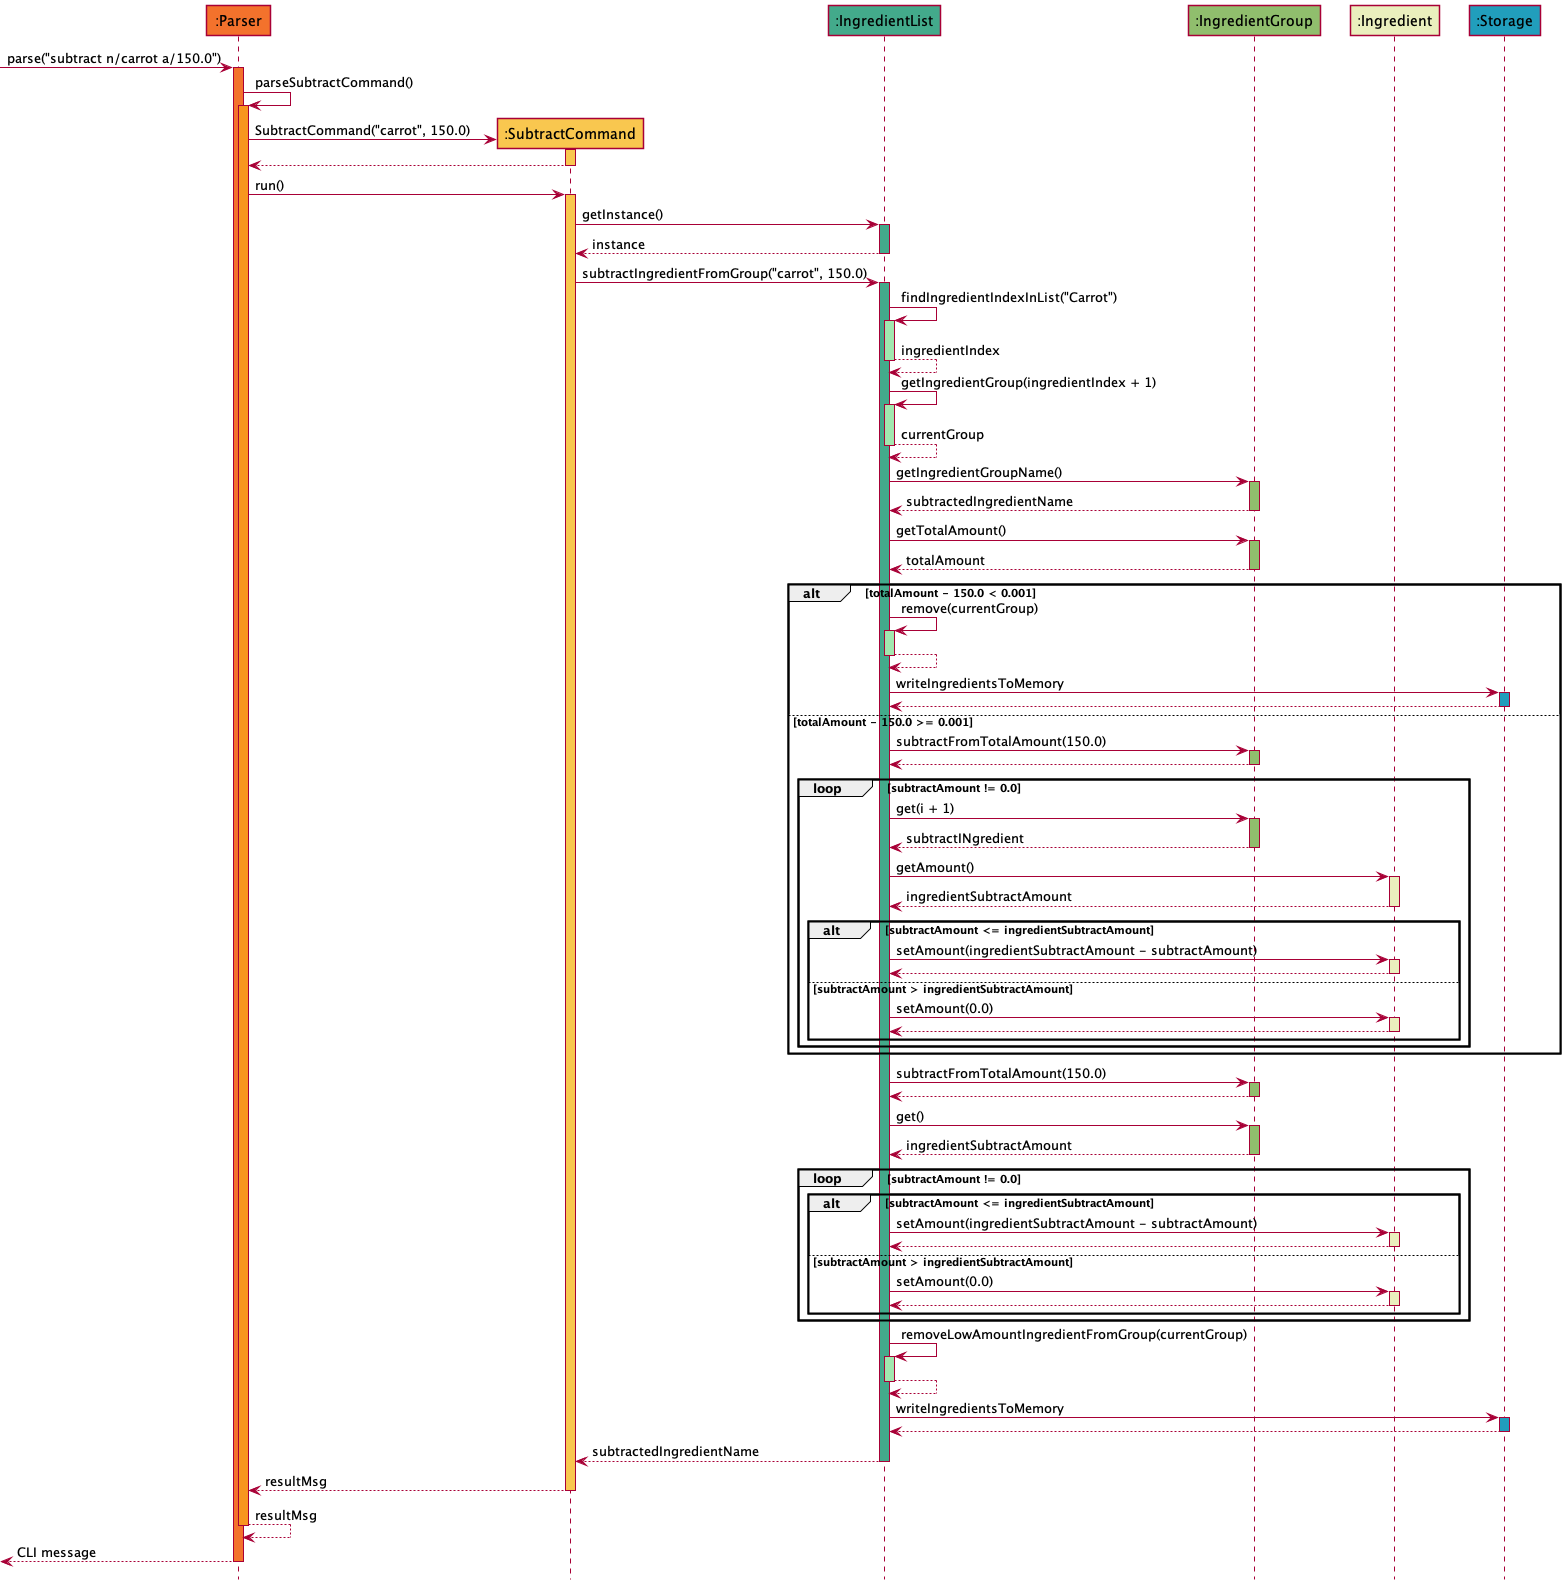 :Parser
:IngredientList
:IngredientGroup
:Ingredient
:Storage
parse("subtract n/carrot a/150.0")
parseSubtractCommand()
SubtractCommand("carrot", 150.0)
:SubtractCommand
run()
getInstance()
instance
subtractIngredientFromGroup("carrot", 150.0)
findIngredientIndexInList("Carrot")
ingredientIndex
getIngredientGroup(ingredientIndex + 1)
currentGroup
getIngredientGroupName()
subtractedIngredientName
getTotalAmount()
totalAmount
alt [totalAmount - 150.0 < 0.001]
remove(currentGroup)
writeIngredientsToMemory
[totalAmount - 150.0 >= 0.001]
subtractFromTotalAmount(150.0)
loop [subtractAmount != 0.0]
get(i + 1)
subtractINgredient
getAmount()
ingredientSubtractAmount
alt [subtractAmount <= ingredientSubtractAmount]
setAmount(ingredientSubtractAmount - subtractAmount)
[subtractAmount > ingredientSubtractAmount]
setAmount(0.0)
subtractFromTotalAmount(150.0)
get()
ingredientSubtractAmount
loop [subtractAmount != 0.0]
alt [subtractAmount <= ingredientSubtractAmount]
setAmount(ingredientSubtractAmount - subtractAmount)
[subtractAmount > ingredientSubtractAmount]
setAmount(0.0)
removeLowAmountIngredientFromGroup(currentGroup)
writeIngredientsToMemory
subtractedIngredientName
resultMsg
resultMsg
CLI message